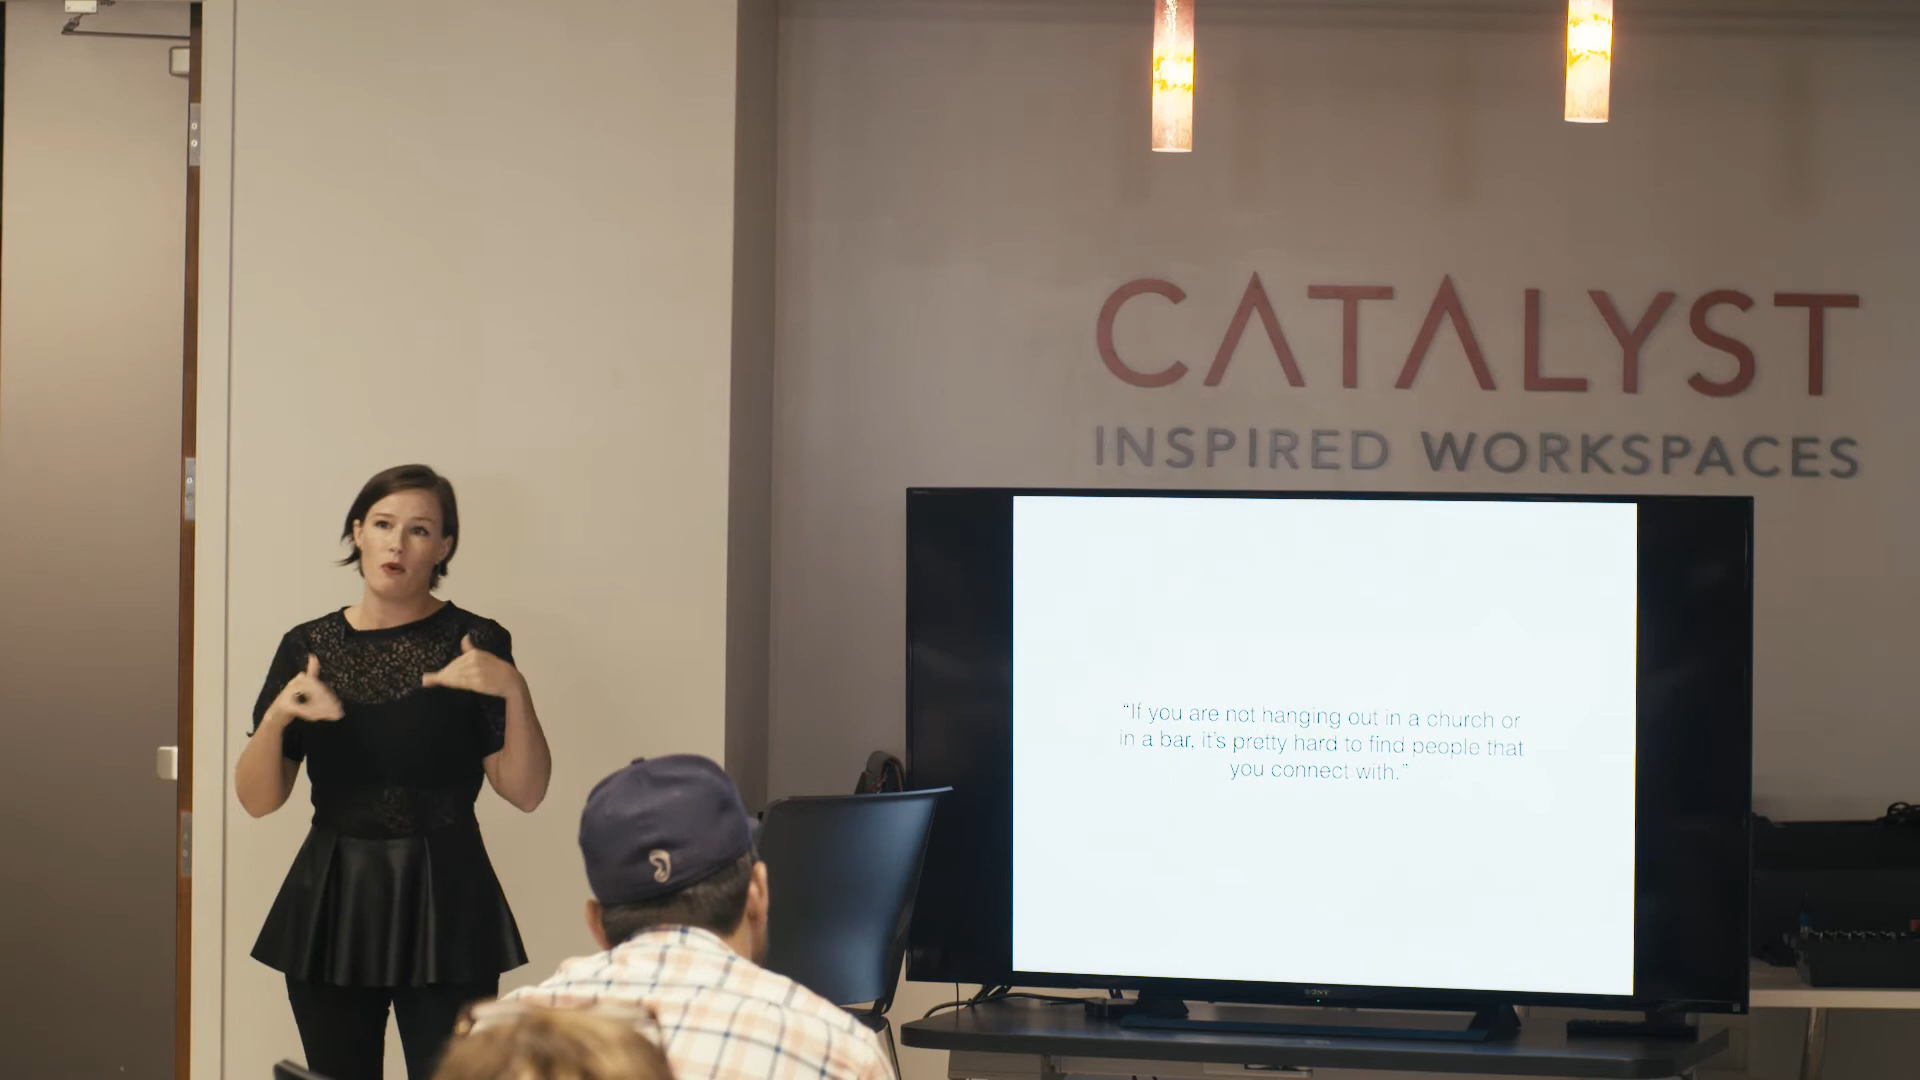 CATALYST
INSPIRED WORKSPACES
“If you are not hanging out in a church or
in a bar, it’s pretty hard to find people that
you connect with.”
SONY